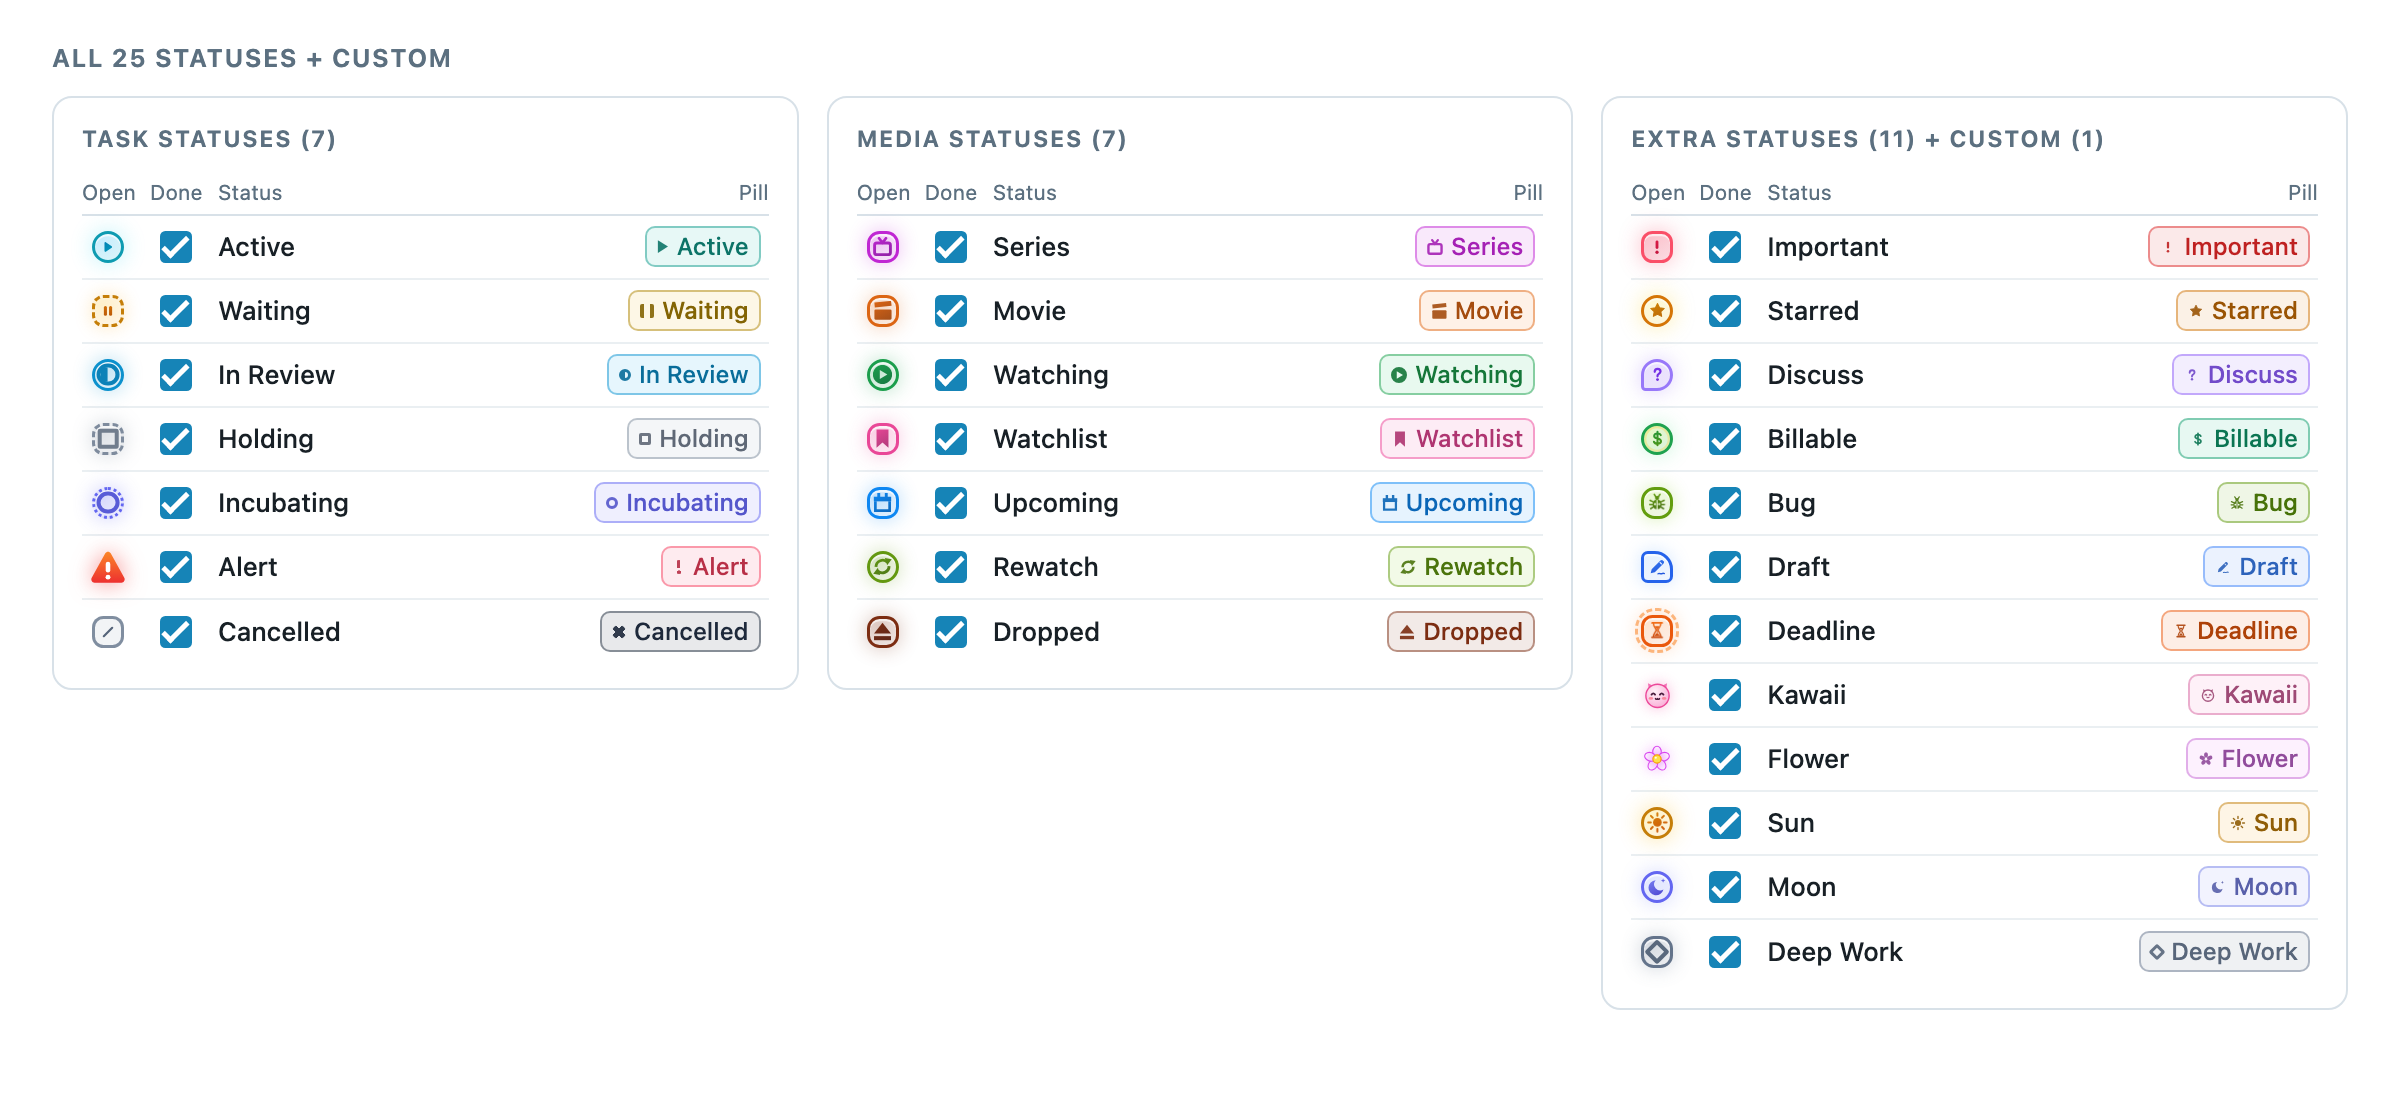 ALL 25 STATUSES + CUSTOM
TASK STATUSES (7)
Open Done Status Pill
Active Active
Waiting Waiting
In Review In Review
Holding Holding
Incubating Incubating
Alert Alert
Cancelled Cancelled
MEDIA STATUSES (7)
Open Done Status Pill
Series Series
Movie Movie
Watching Watching
Watchlist Watchlist
Upcoming Upcoming
Rewatch Rewatch
Dropped Dropped
EXTRA STATUSES (11) + CUSTOM (1)
Open Done Status Pill
Important ! Important
Starred Starred
Discuss ? Discuss
Billable $ Billable
Bug Bug
Draft Draft
Deadline Deadline
Kawaii Kawaii
Flower Flower
Sun Sun
Moon Moon
Deep Work Deep Work